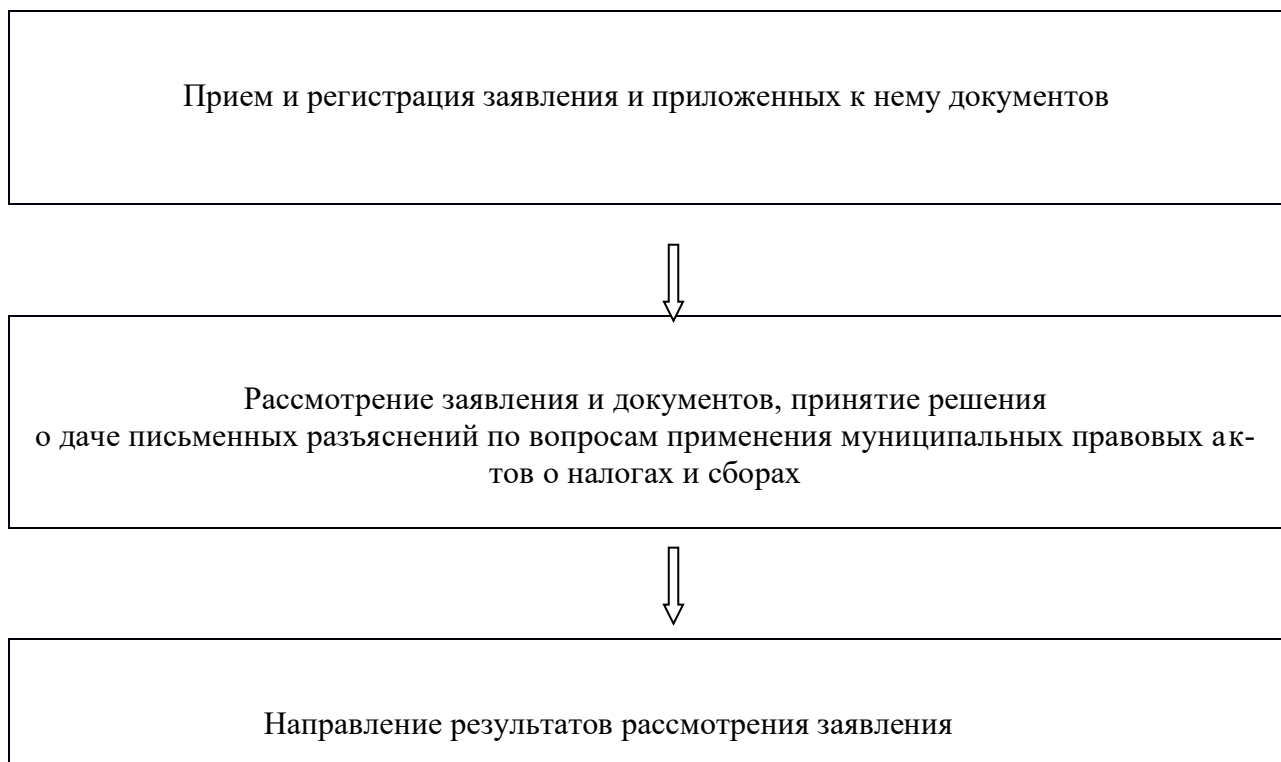 Прием и регистрация заявления и приложенных к нему документов
Рассмотрение заявления и документов, принятие решения
о даче письменных разъяснений по вопросам применения муниципальных правовых ак-
тов о налогах и сборах
Направление результатов рассмотрения заявления